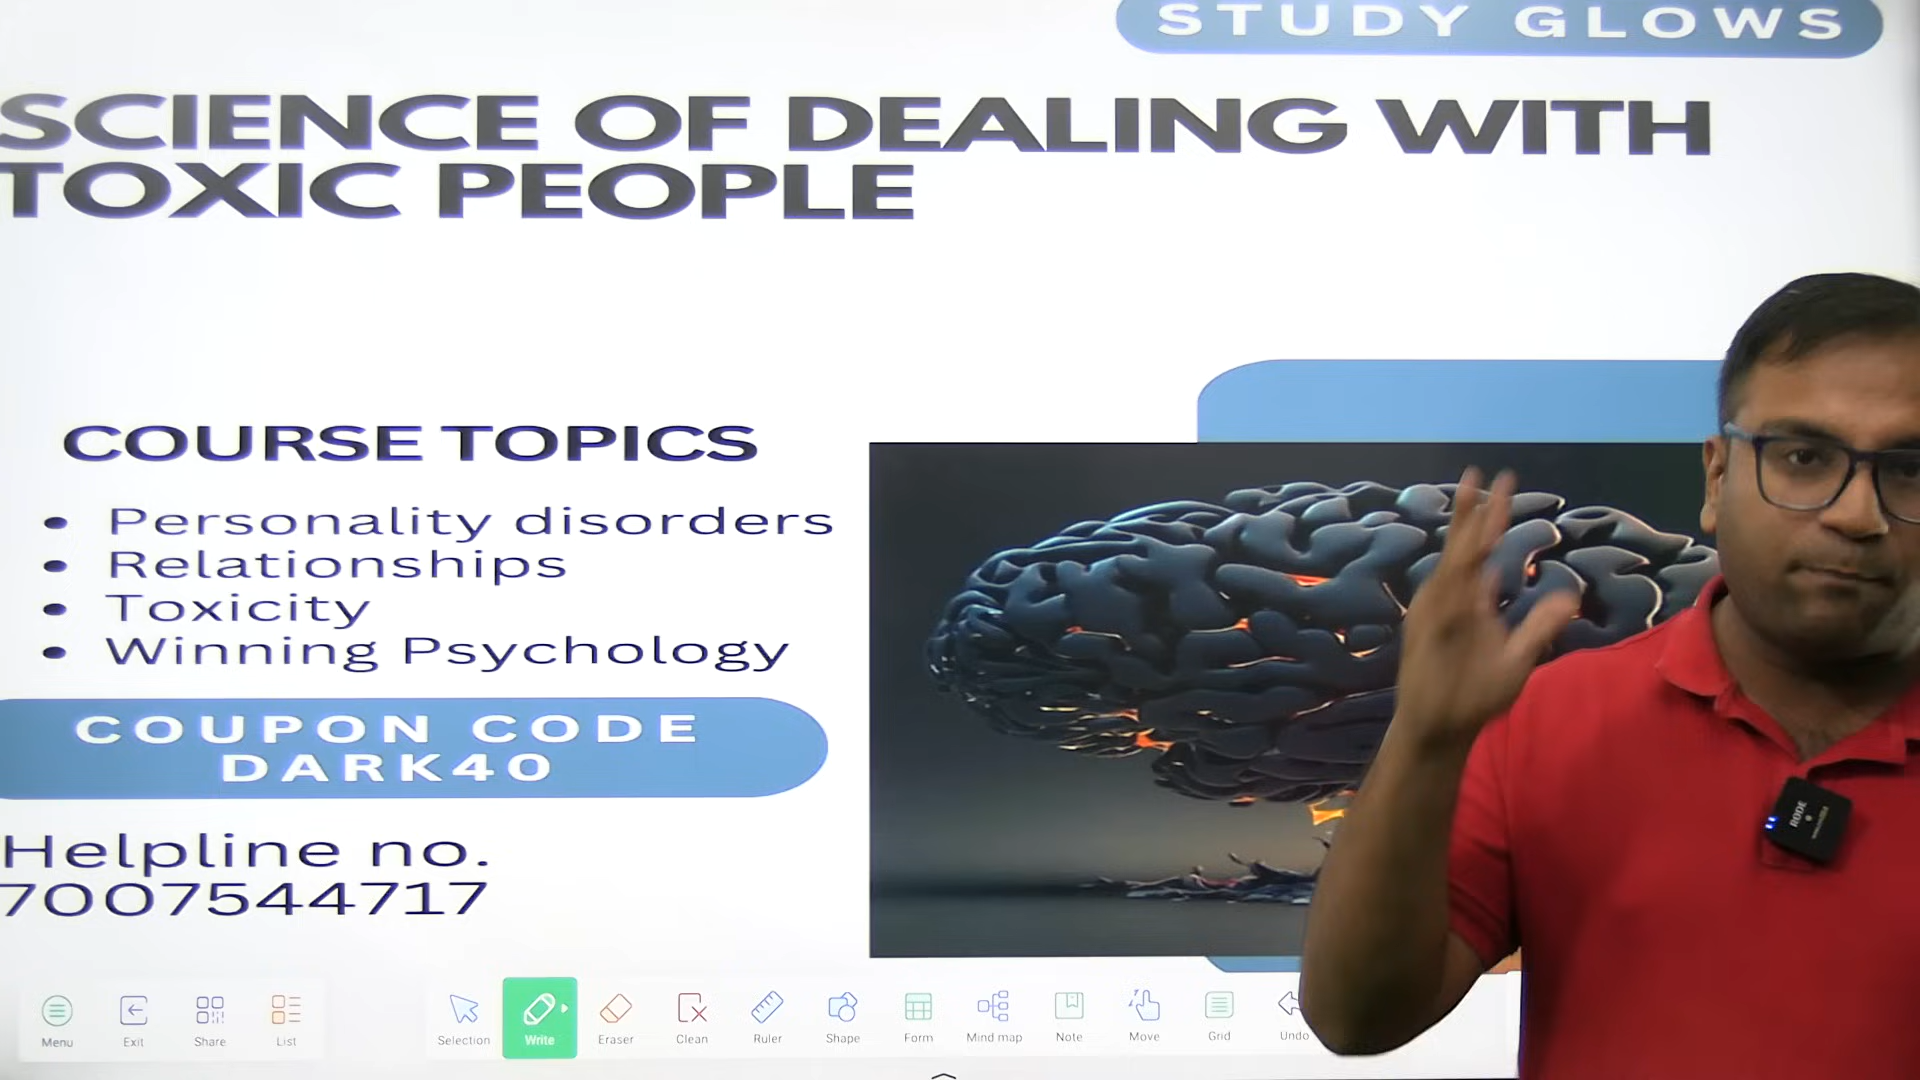 STUDY GLOWS
SCIENCE OF DEALING WITH
TOXIC PEOPLE
COURSE TOPICS
• Personality disorders
• Relationships
• Toxicity
• Winning Psychology
COUPON CODE
DARK40
Helpline no.
7007544717
RODE
Menu
Exit
Share
List
Selection
Write
Eraser
Clean
Ruler
Shape
Form
Mind map
Note
Move
Grid
Undo